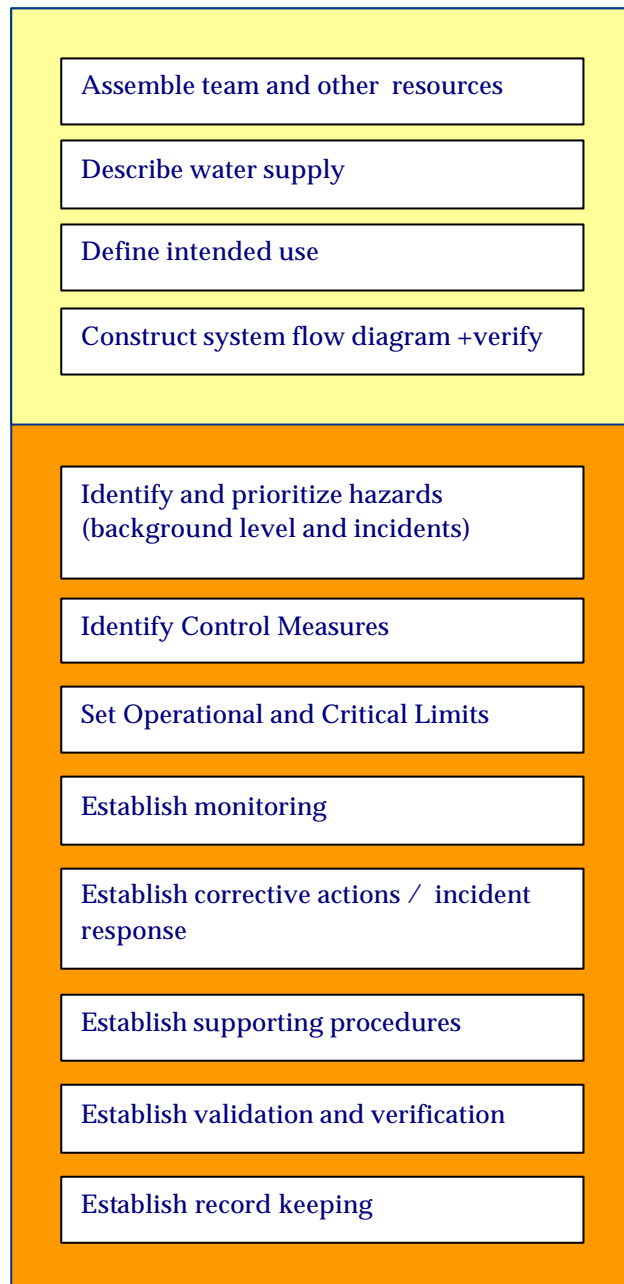 Assemble team and other resources
Describe water supply
Define intended use
Construct system flow diagram +verify
Identify and prioritize hazards
(background level and incidents)
Identify Control Measures
Set Operational and Critical Limits
Establish monitoring
Establish corrective actions / incident
response
Establish supporting procedures
Establish validation and verification
Establish record keeping